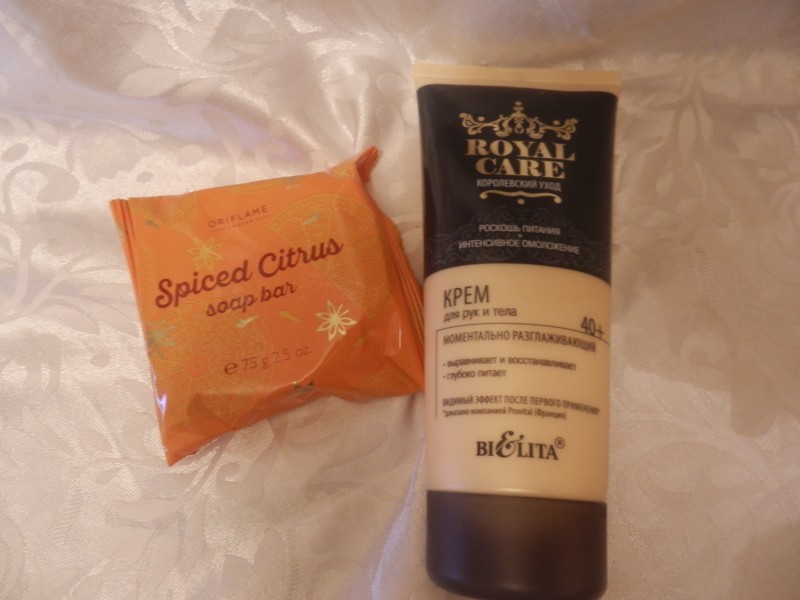 ORIFLAME
Spiced Citrus
soap bar
℮ 75 g 2.5 oz.
ROYAL
CARE
КОРОЛЕВСКИЙ УХОД
РОСКОШЬ ПИТАНИЯ
+
ИНТЕНСИВНОЕ ОМОЛОЖЕНИЕ
КРЕМ
для рук и тела
40+
МОМЕНТАЛЬНО РАЗГЛАЖИВАЮЩИЙ
• выравнивает и восстанавливает
• глубоко питает
ВИДИМЫЙ ЭФФЕКТ ПОСЛЕ ПЕРВОГО ПРИМЕНЕНИЯ*
*доказано компанией Provital (Франция)
BIELITA®